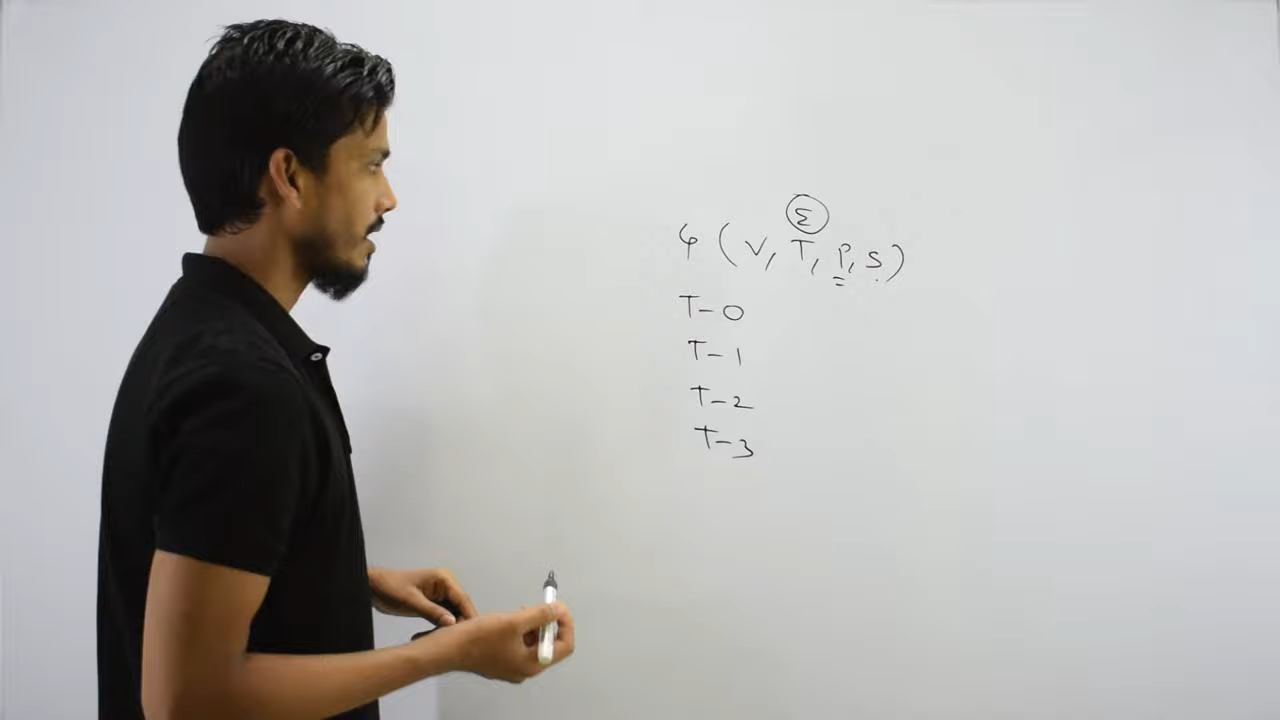 Σ
G (V, T, P, S)
T-0
T-1
T-2
T-3